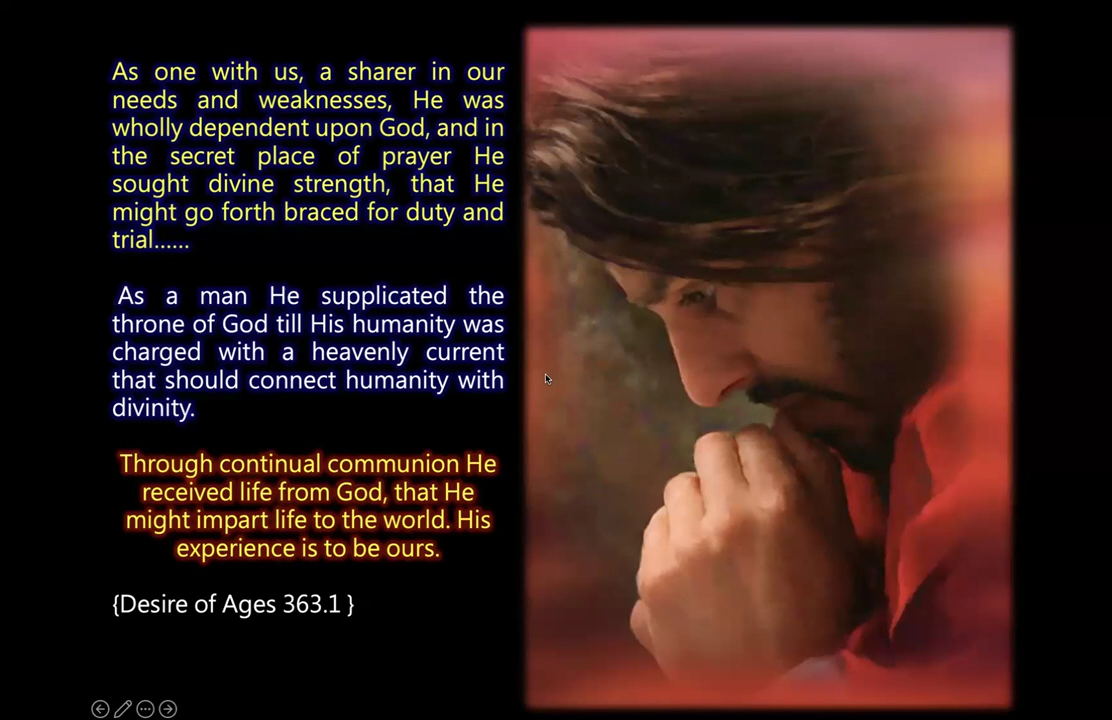 As one with us, a sharer in our
needs and weaknesses, He was
wholly dependent upon God, and in
the secret place of prayer He
sought divine strength, that He
might go forth braced for duty and
trial......
As a man He supplicated the
throne of God till His humanity was
charged with a heavenly current
that should connect humanity with
divinity.
Through continual communion He
received life from God, that He
might impart life to the world. His
experience is to be ours.
{Desire of Ages 363.1 }